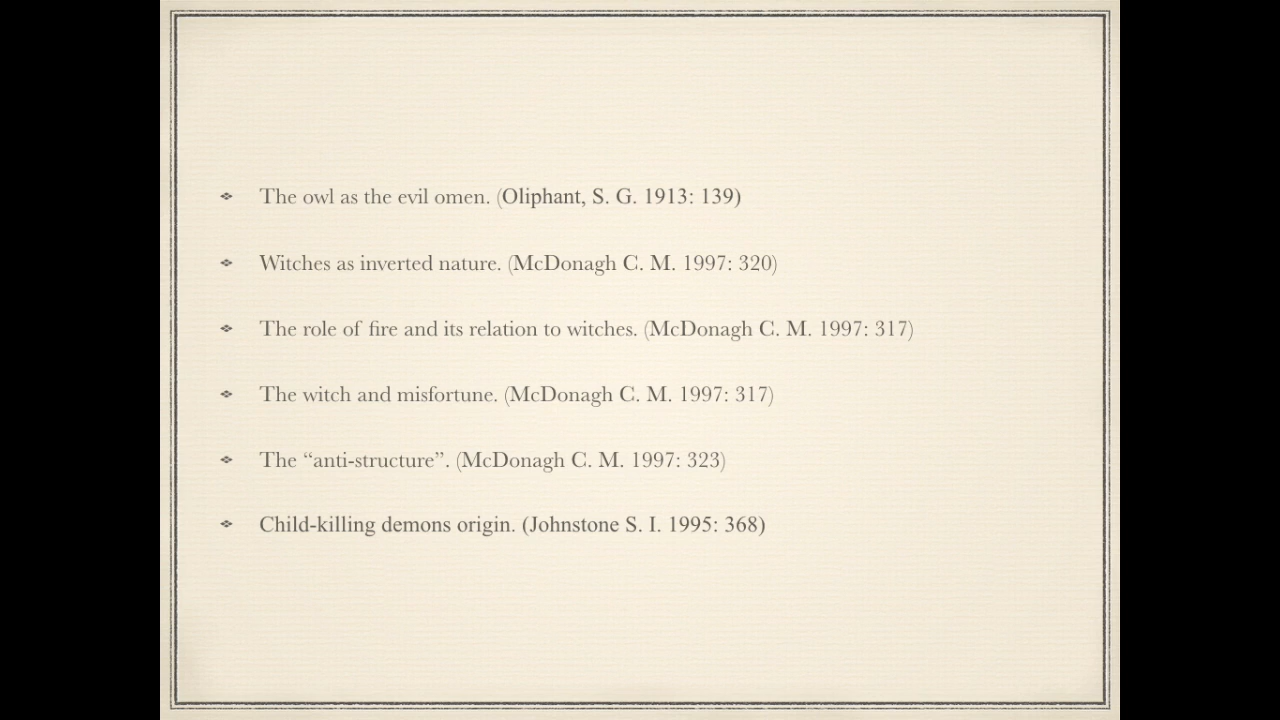 The owl as the evil omen. (Oliphant, S. G. 1913: 139)
Witches as inverted nature. (McDonagh C. M. 1997: 320)
The role of fire and its relation to witches. (McDonagh C. M. 1997: 317)
The witch and misfortune. (McDonagh C. M. 1997: 317)
The “anti-structure”. (McDonagh C. M. 1997: 323)
Child-killing demons origin. (Johnstone S. I. 1995: 368)